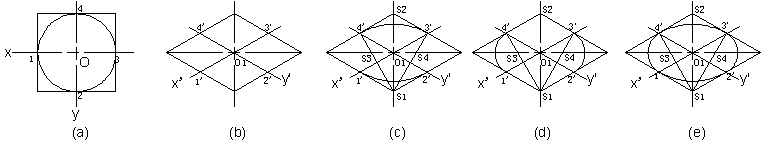 4
x
1
O
3
2
y
(a)
4' 3'
O1
x' 1' 2' y'
(b)
S2
4' 3'
S3 O1 S4
x' 1' 2' y'
S1
(c)
S2
4' 3'
S3 O1 S4
x' 1' 2' y'
S1
(d)
S2
4' 3'
S3 O1 S4
x' 1' 2' y'
S1
(e)